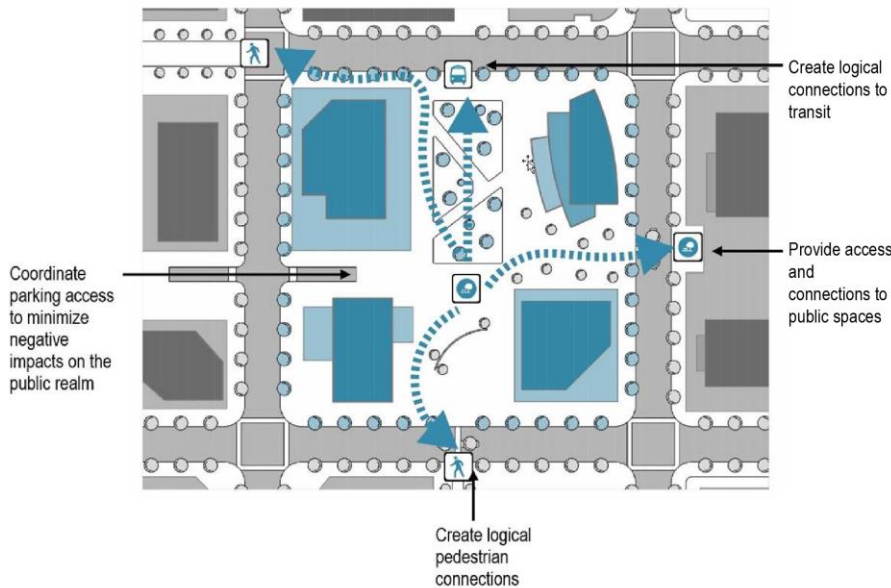 Create logical
connections to
transit
Provide access
and
connections to
public spaces
Coordinate
parking access
to minimize
negative
impacts on the
public realm
Create logical
pedestrian
connections